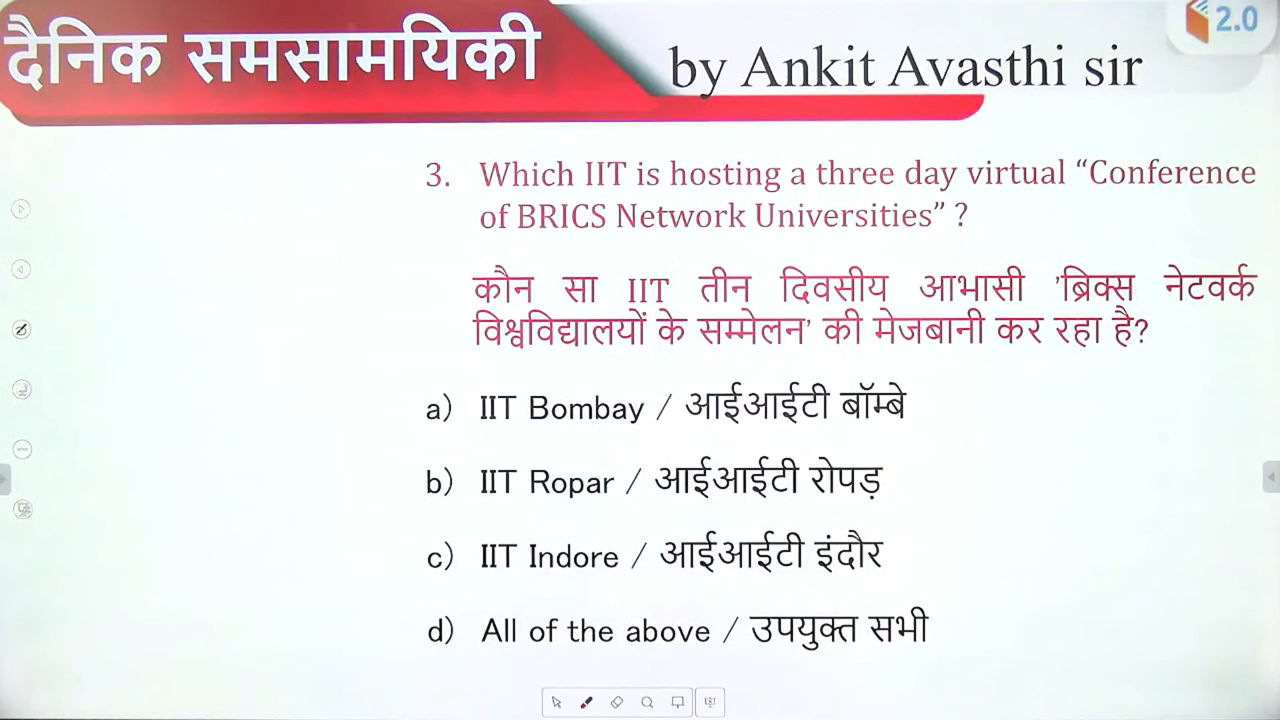 दैनिक समसामयिकी
by Ankit Avasthi sir
2.0
3. Which IIT is hosting a three day virtual “Conference
of BRICS Network Universities” ?
कौन सा IIT तीन दिवसीय आभासी 'ब्रिक्स नेटवर्क
विश्वविद्यालयों के सम्मेलन' की मेजबानी कर रहा है?
a) IIT Bombay / आईआईटी बॉम्बे
b) IIT Ropar / आईआईटी रोपड़
c) IIT Indore / आईआईटी इंदौर
d) All of the above / उपयुक्त सभी